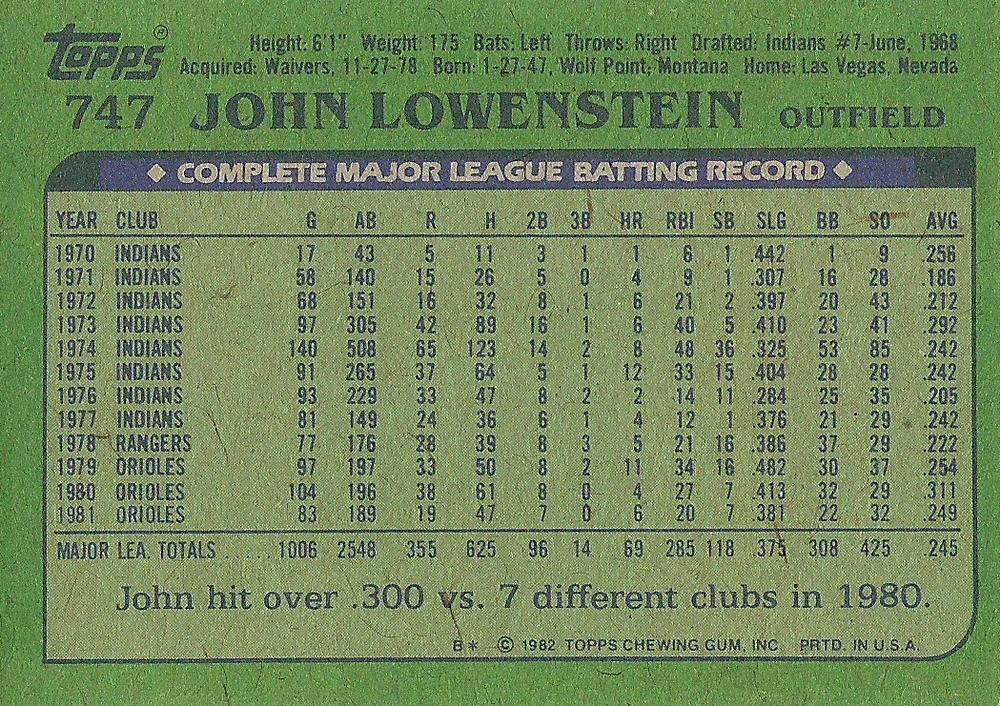 Topps® Height: 6'1" Weight: 175 Bats: Left Throws: Right Drafted: Indians #7-June, 1968
Acquired: Waivers, 11-27-78 Born: 1-27-47, Wolf Point, Montana Home: Las Vegas, Nevada
747 JOHN LOWENSTEIN OUTFIELD
◆ COMPLETE MAJOR LEAGUE BATTING RECORD ◆
YEAR CLUB G AB R H 2B 3B HR RBI SB SLG BB SO AVG
1970 INDIANS 17 43 5 11 3 1 1 6 1 .442 1 9 .256
1971 INDIANS 58 140 15 26 5 0 4 9 1 .307 16 28 .186
1972 INDIANS 68 151 16 32 8 1 6 21 2 .397 20 43 .212
1973 INDIANS 97 305 42 89 16 1 6 40 5 .410 23 41 .292
1974 INDIANS 140 508 65 123 14 2 8 48 36 .325 53 85 .242
1975 INDIANS 91 265 37 64 5 1 12 33 15 .404 28 28 .242
1976 INDIANS 93 229 33 47 8 2 2 14 11 .284 25 35 .205
1977 INDIANS 81 149 24 36 6 1 4 12 1 .376 21 29 .242
1978 RANGERS 77 176 28 39 8 3 5 21 16 .386 37 29 .222
1979 ORIOLES 97 197 33 50 8 2 11 34 16 .482 30 37 .254
1980 ORIOLES 104 196 38 61 8 0 4 27 7 .413 32 29 .311
1981 ORIOLES 83 189 19 47 7 0 6 20 7 .381 22 32 .249
MAJOR LEA. TOTALS ...... 1006 2548 355 625 96 14 69 285 118 .375 308 425 .245
John hit over .300 vs. 7 different clubs in 1980.
B* © 1982 TOPPS CHEWING GUM, INC. PRTD. IN U.S.A.